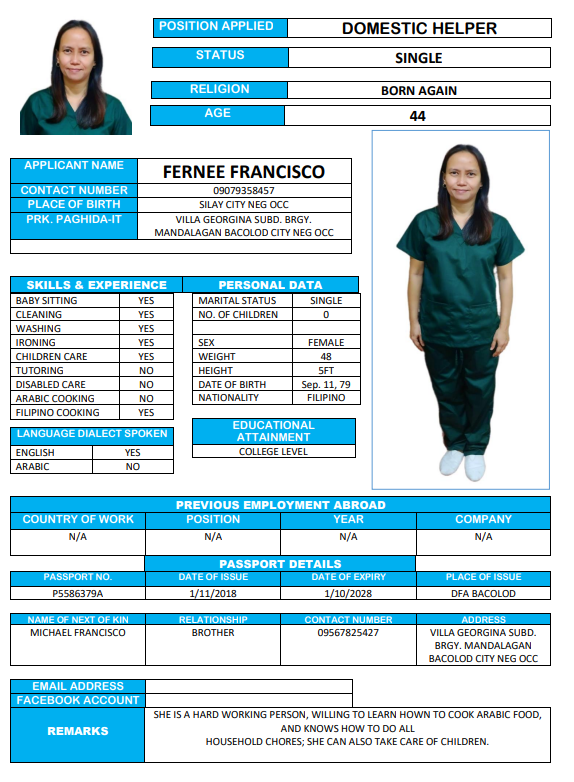 POSITION APPLIED DOMESTIC HELPER
STATUS SINGLE
RELIGION BORN AGAIN
AGE 44
APPLICANT NAME FERNEE FRANCISCO
CONTACT NUMBER 09079358457
PLACE OF BIRTH SILAY CITY NEG OCC
PRK. PAGHIDA-IT VILLA GEORGINA SUBD. BRGY.
MANDALAGAN BACOLOD CITY NEG OCC
SKILLS & EXPERIENCE
BABY SITTING YES
CLEANING YES
WASHING YES
IRONING YES
CHILDREN CARE YES
TUTORING NO
DISABLED CARE NO
ARABIC COOKING NO
FILIPINO COOKING YES
LANGUAGE DIALECT SPOKEN
ENGLISH YES
ARABIC NO
PERSONAL DATA
MARITAL STATUS SINGLE
NO. OF CHILDREN 0
SEX FEMALE
WEIGHT 48
HEIGHT 5FT
DATE OF BIRTH Sep. 11, 79
NATIONALITY FILIPINO
EDUCATIONAL
ATTAINMENT
COLLEGE LEVEL
PREVIOUS EMPLOYMENT ABROAD
COUNTRY OF WORK POSITION YEAR COMPANY
N/A N/A N/A N/A
PASSPORT DETAILS
PASSPORT NO. DATE OF ISSUE DATE OF EXPIRY PLACE OF ISSUE
P5586379A 1/11/2018 1/10/2028 DFA BACOLOD
NAME OF NEXT OF KIN RELATIONSHIP CONTACT NUMBER ADDRESS
MICHAEL FRANCISCO BROTHER 09567825427 VILLA GEORGINA SUBD.
BRGY. MANDALAGAN
BACOLOD CITY NEG OCC
EMAIL ADDRESS
FACEBOOK ACCOUNT
REMARKS
SHE IS A HARD WORKING PERSON, WILLING TO LEARN HOWN TO COOK ARABIC FOOD,
AND KNOWS HOW TO DO ALL
HOUSEHOLD CHORES; SHE CAN ALSO TAKE CARE OF CHILDREN.